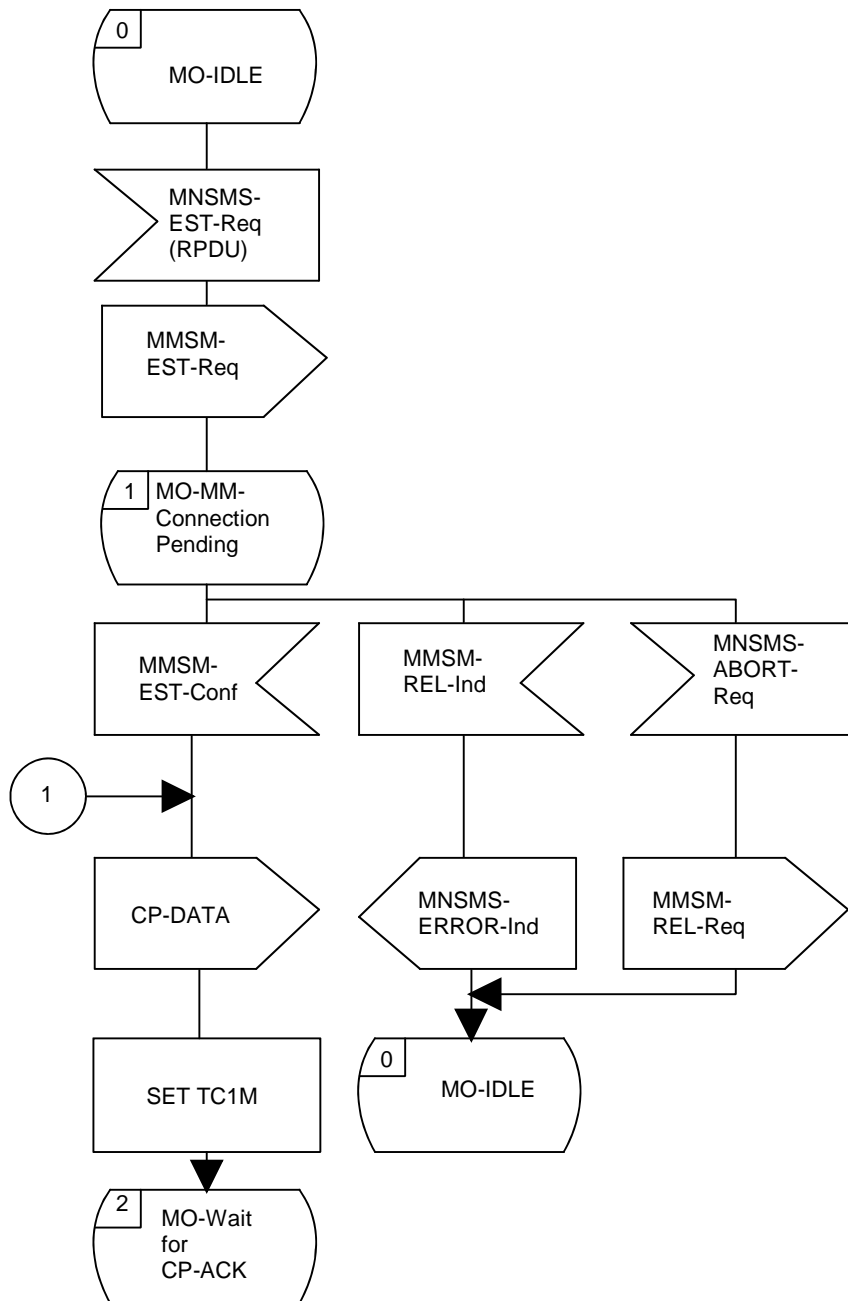 0
MO-IDLE
MNSMS-
EST-Req
(RPDU)
MMSM-
EST-Req
1
MO-MM-
Connection
Pending
MMSM-
EST-Conf
MMSM-
REL-Ind
MNSMS-
ABORT-
Req
1
CP-DATA
MNSMS-
ERROR-Ind
MMSM-
REL-Req
SET TC1M
0
MO-IDLE
2
MO-Wait
for
CP-ACK